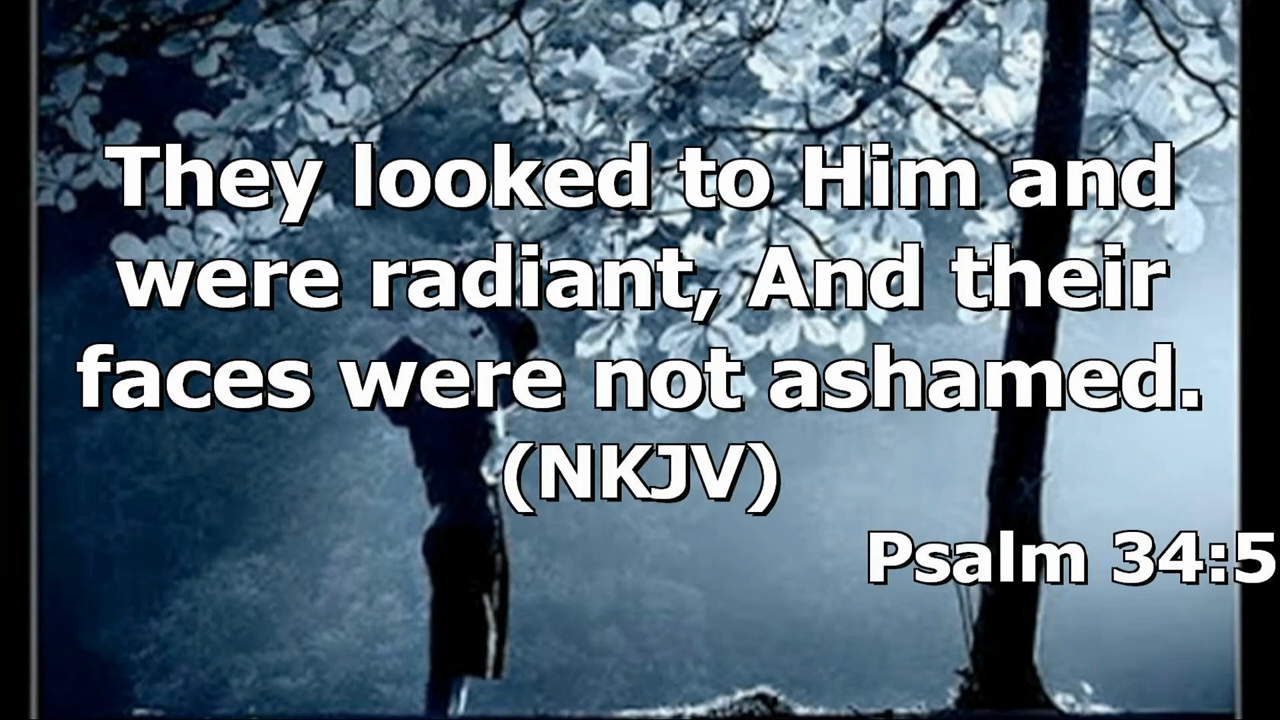 They looked to Him and
were radiant, And their
faces were not ashamed.
(NKJV)
Psalm 34:5